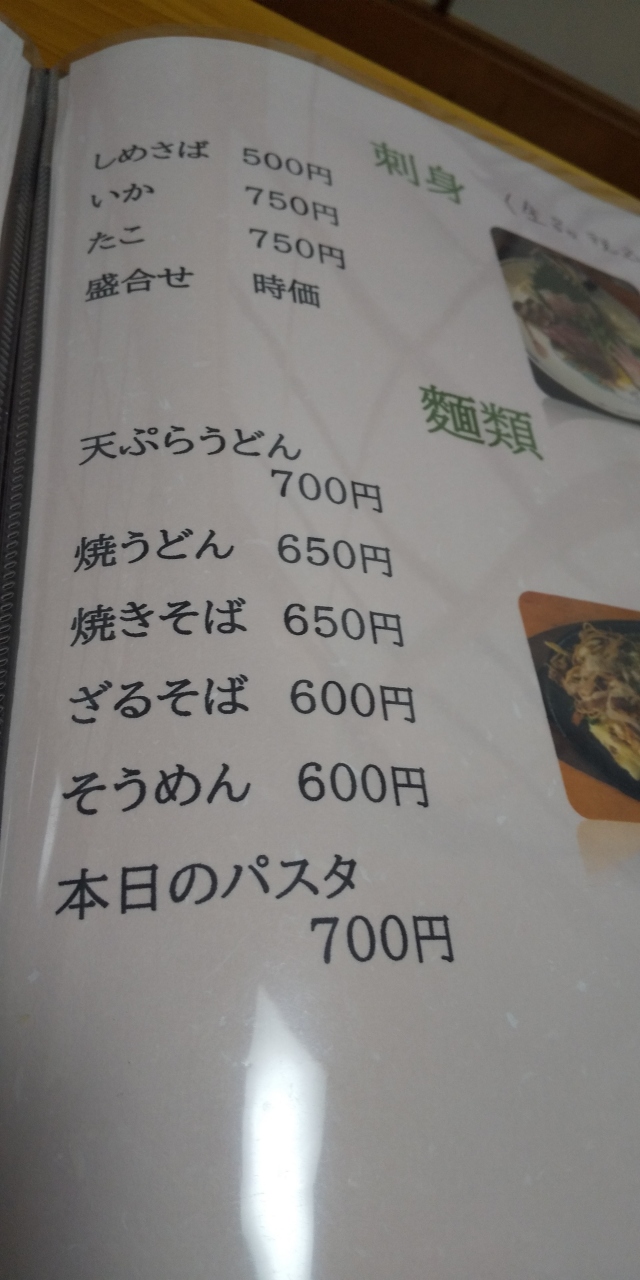 刺身
しめさば 500円
いか 750円
たこ 750円
盛合せ 時価
麵類
天ぷらうどん
700円
焼うどん 650円
焼きそば 650円
ざるそば 600円
そうめん 600円
本日のパスタ
700円